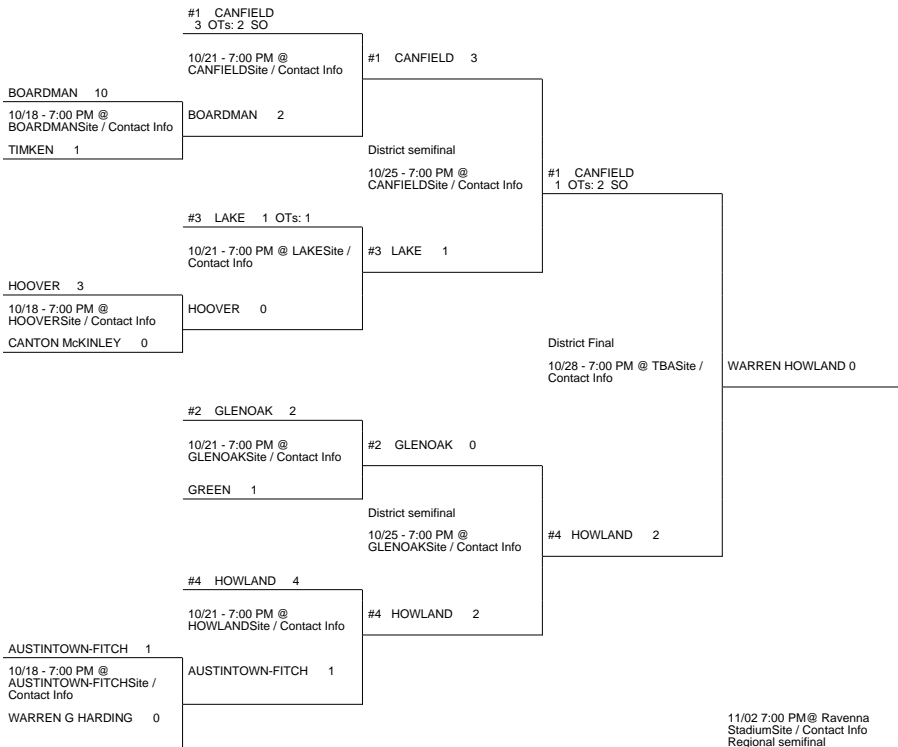 #1 CANFIELD
3 OTs: 2 SO
10/21 - 7:00 PM @
CANFIELDSite / Contact Info
#1 CANFIELD 3
BOARDMAN 10
10/18 - 7:00 PM @
BOARDMANSite / Contact Info
BOARDMAN 2
TIMKEN 1
District semifinal
10/25 - 7:00 PM @
CANFIELDSite / Contact Info
#1 CANFIELD
1 OTs: 2 SO
#3 LAKE 1 OTs: 1
10/21 - 7:00 PM @ LAKESite /
Contact Info
#3 LAKE 1
HOOVER 3
10/18 - 7:00 PM @
HOOVERSite / Contact Info
HOOVER 0
CANTON McKINLEY 0
District Final
10/28 - 7:00 PM @ TBASite /
Contact Info
WARREN HOWLAND 0
#2 GLENOAK 2
10/21 - 7:00 PM @
GLENOAKSite / Contact Info
#2 GLENOAK 0
GREEN 1
District semifinal
10/25 - 7:00 PM @
GLENOAKSite / Contact Info
#4 HOWLAND 2
#4 HOWLAND 4
10/21 - 7:00 PM @
HOWLANDSite / Contact Info
#4 HOWLAND 2
AUSTINTOWN-FITCH 1
10/18 - 7:00 PM @
AUSTINTOWN-FITCHSite /
Contact Info
AUSTINTOWN-FITCH 1
WARREN G HARDING 0
11/02 7:00 PM@ Ravenna
StadiumSite / Contact Info
Regional semifinal